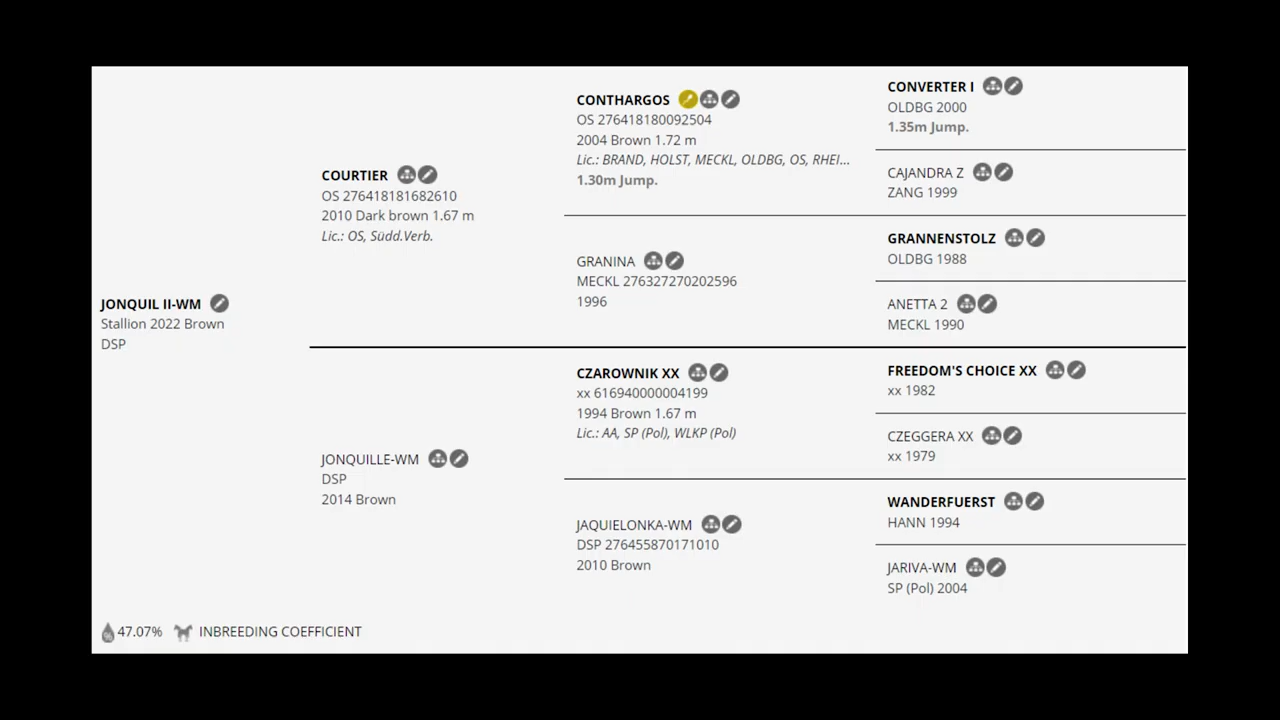 JONQUIL II-WM
Stallion 2022 Brown
DSP
COURTIER
OS 276418181682610
2010 Dark brown 1.67 m
Lic.: OS, Südd.Verb.
JONQUILLE-WM
DSP
2014 Brown
CONTHARGOS
OS 276418180092504
2004 Brown 1.72 m
Lic.: BRAND, HOLST, MECKL, OLDBG, OS, RHEI...
1.30m Jump.
GRANINA
MECKL 276327270202596
1996
CZAROWNIK XX
xx 616940000004199
1994 Brown 1.67 m
Lic.: AA, SP (Pol), WLKP (Pol)
JAQUIELONKA-WM
DSP 276455870171010
2010 Brown
CONVERTER I
OLDBG 2000
1.35m Jump.
CAJANDRA Z
ZANG 1999
GRANNENSTOLZ
OLDBG 1988
ANETTA 2
MECKL 1990
FREEDOM'S CHOICE XX
xx 1982
CZEGGERA XX
xx 1979
WANDERFUERST
HANN 1994
JARIVA-WM
SP (Pol) 2004
47.07% INBREEDING COEFFICIENT